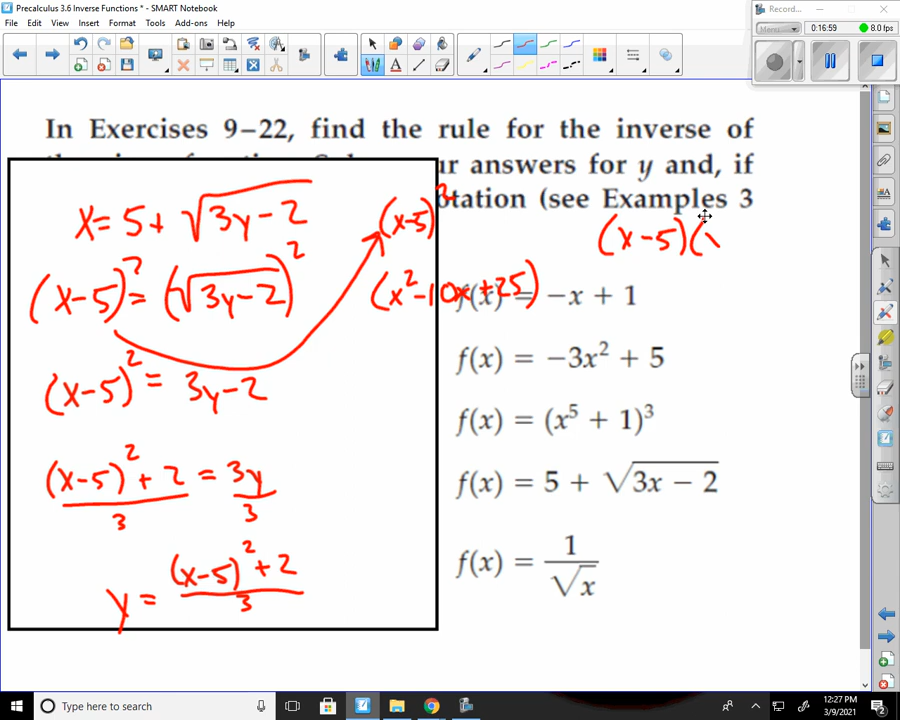 Precalculus 3.6 Inverse Functions * - SMART Notebook
Record...
File Edit View Insert Format Tools Add-ons Help
0:16:59 8.0 fps
In Exercises 9–22, find the rule for the inverse of
ur answers for y and, if
otation (see Examples 3
x = 5 + √3y-2
(x-5)²
(x-5)(
(x-5)² = (√3y-2)²
(x²-10x+25)
f(x) = −x + 1
(x-5)² = 3y-2
f(x) = −3x² + 5
f(x) = (x⁵ + 1)³
(x-5)² + 2 = 3y
3 3
f(x) = 5 + √3x − 2
y = (x-5)² + 2
3
f(x) = 1
√x
Type here to search
12:27 PM
3/9/2021
2